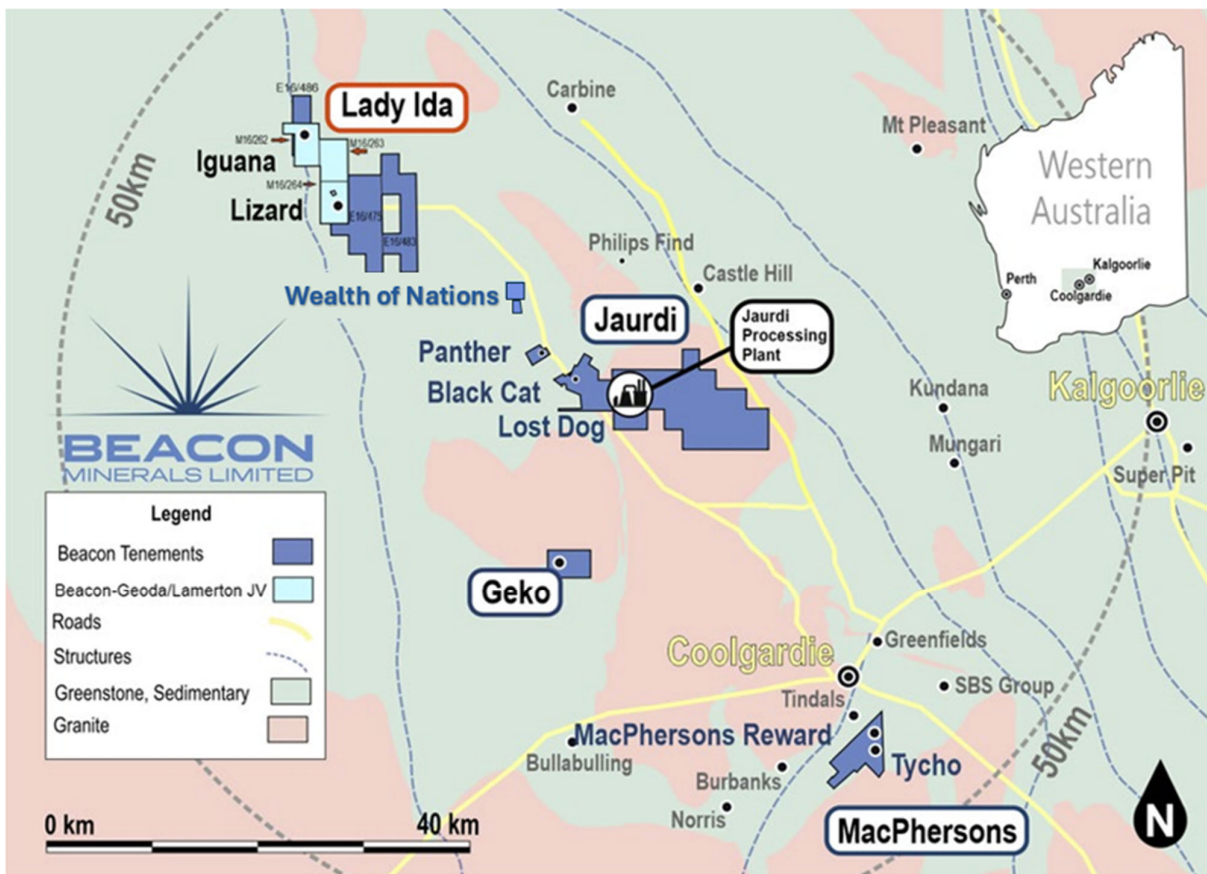 E16/486
Lady Ida
M16/262
M16/263
Iguana
M16/264
Lizard
E16/475
E16/483
50km
Carbine
Mt Pleasant
Western
Australia
Perth
Kalgoorlie
Coolgardie
Philips Find
Castle Hill
Wealth of Nations
Jaurdi
Jaurdi
Processing
Plant
Panther
Black Cat
Lost Dog
Kundana
Kalgoorlie
Mungari
Super Pit
BEACON
MINERALS LIMITED
Legend
Beacon Tenements
Beacon-Geoda/Lamerton JV
Roads
Structures
Greenstone, Sedimentary
Granite
Geko
Coolgardie
Greenfields
SBS Group
Tindals
MacPhersons Reward
Tycho
Bullabulling
Burbanks
Norris
50km
MacPhersons
0 km
40 km
N